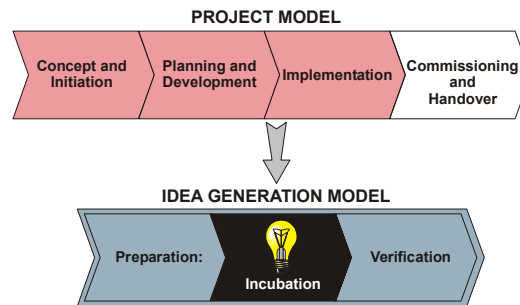 PROJECT MODEL
Concept and
Initiation
Planning and
Development
Implementation
Commissioning
and
Handover
IDEA GENERATION MODEL
Preparation:
Incubation
Verification